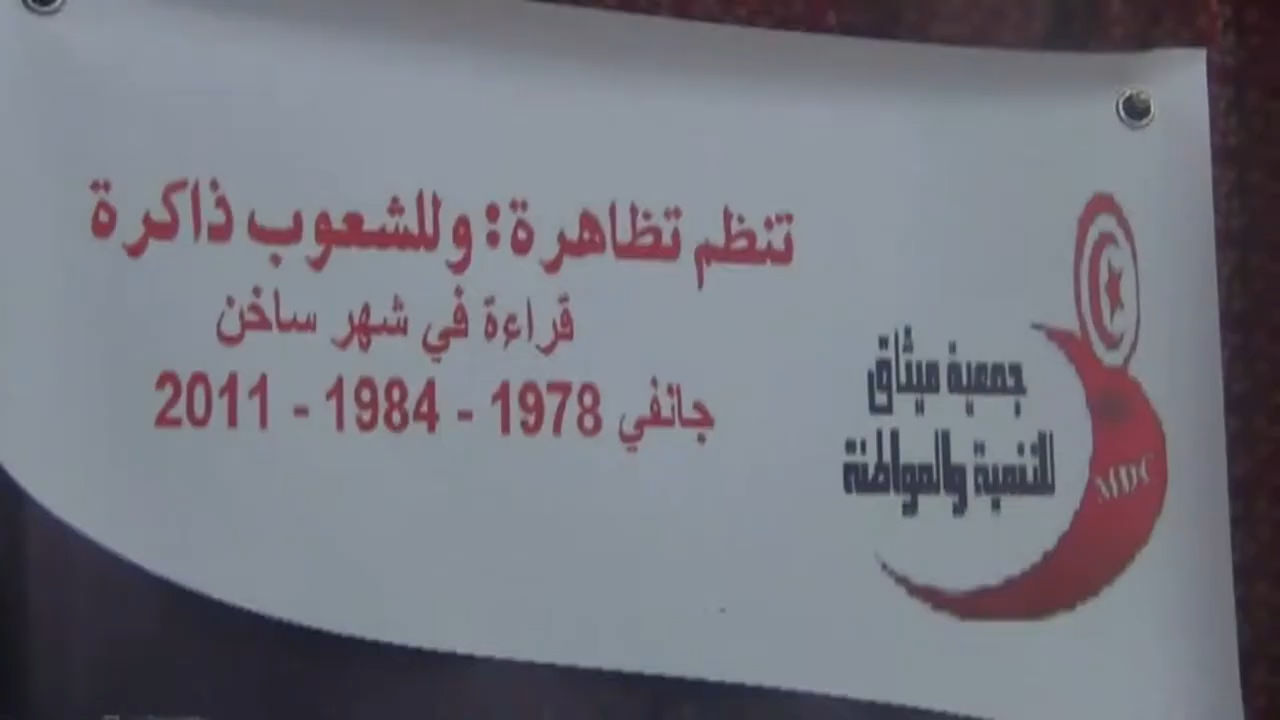 جمعية ميثاق
للتنمية والمواطنة
MDC
تنظم تظاهرة: وللشعوب ذاكرة
قراءة في شهر ساخن
جانفي 1978 - 1984 - 2011